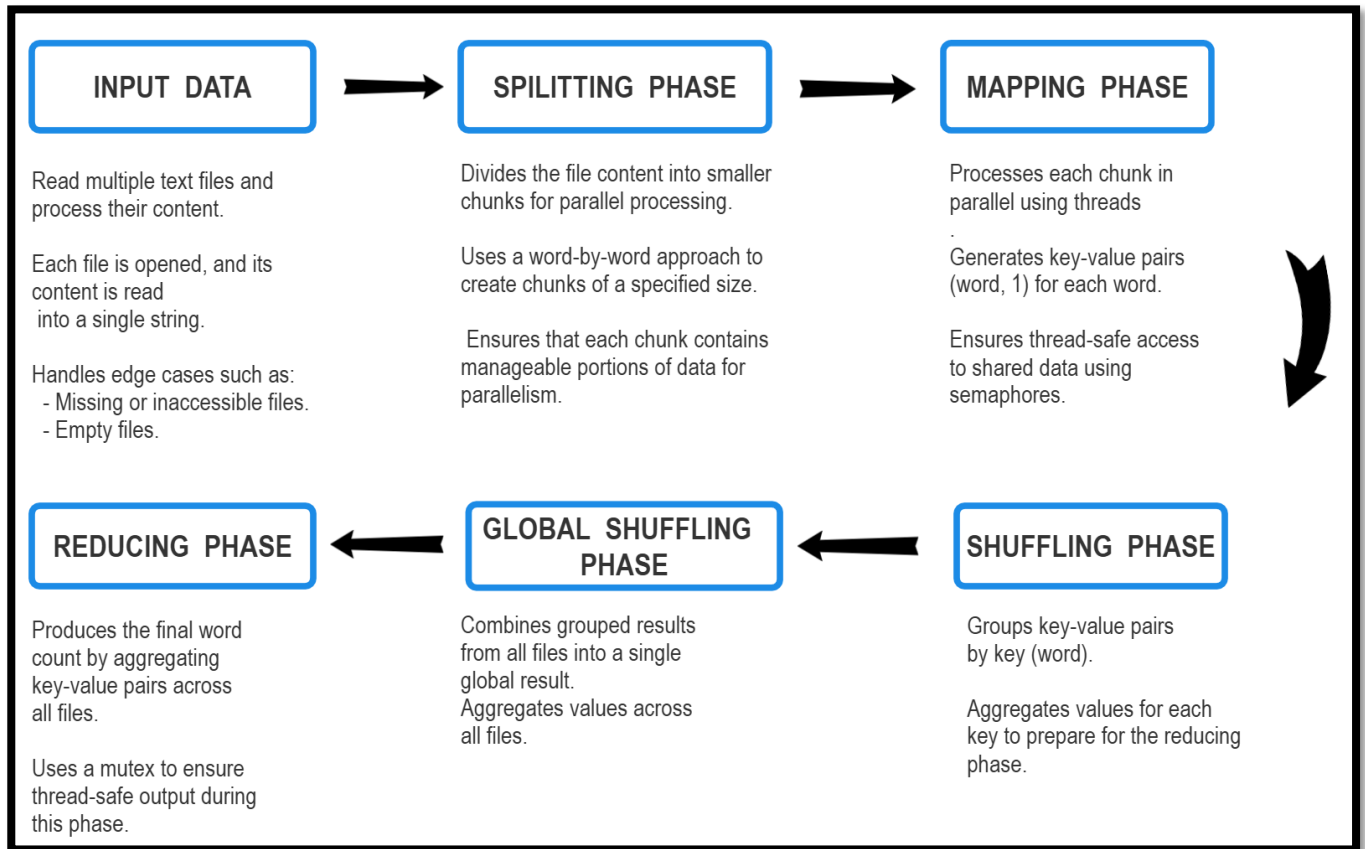 INPUT DATA
SPILITTING PHASE
MAPPING PHASE
Read multiple text files and
process their content.
Each file is opened, and its
content is read
into a single string.
Handles edge cases such as:
- Missing or inaccessible files.
- Empty files.
Divides the file content into smaller
chunks for parallel processing.
Uses a word-by-word approach to
create chunks of a specified size.
Ensures that each chunk contains
manageable portions of data for
parallelism.
Processes each chunk in
parallel using threads
.
Generates key-value pairs
(word, 1) for each word.
Ensures thread-safe access
to shared data using
semaphores.
SHUFFLING PHASE
GLOBAL SHUFFLING
PHASE
REDUCING PHASE
Groups key-value pairs
by key (word).
Aggregates values for each
key to prepare for the reducing
phase.
Combines grouped results
from all files into a single
global result.
Aggregates values across
all files.
Produces the final word
count by aggregating
key-value pairs across
all files.
Uses a mutex to ensure
thread-safe output during
this phase.